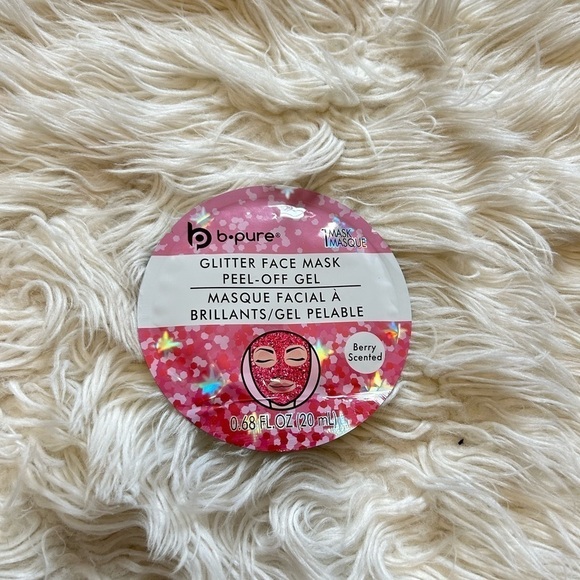 b b•pure®
1 MASK
MASQUE
GLITTER FACE MASK
PEEL-OFF GEL
MASQUE FACIAL À
BRILLANTS/GEL PELABLE
Berry
Scented
0.68 FL OZ (20 mL)